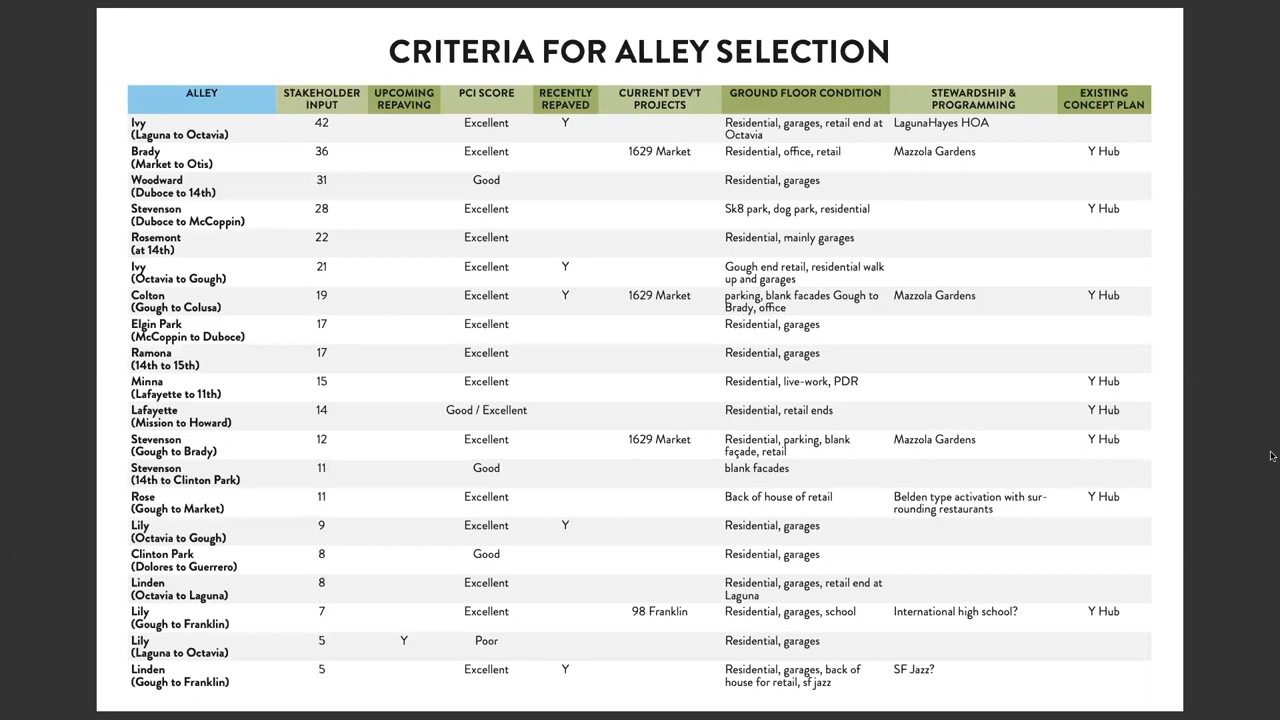 CRITERIA FOR ALLEY SELECTION
ALLEY STAKEHOLDER INPUT UPCOMING REPAVING PCI SCORE RECENTLY REPAVED CURRENT DEV'T PROJECTS GROUND FLOOR CONDITION STEWARDSHIP & PROGRAMMING EXISTING CONCEPT PLAN
Ivy 42 Excellent Y Residential, garages, retail end at LagunaHayes HOA
(Laguna to Octavia) Octavia
Brady 36 Excellent 1629 Market Residential, office, retail Mazzola Gardens Y Hub
(Market to Otis)
Woodward 31 Good Residential, garages
(Duboce to 14th)
Stevenson 28 Excellent Sk8 park, dog park, residential Y Hub
(Duboce to McCoppin)
Rosemont 22 Excellent Residential, mainly garages
(at 14th)
Ivy 21 Excellent Y Gough end retail, residential walk
(Octavia to Gough) up and garages
Colton 19 Excellent Y 1629 Market parking, blank facades Gough to Mazzola Gardens Y Hub
(Gough to Colusa) Brady, office
Elgin Park 17 Excellent Residential, garages
(McCoppin to Duboce)
Ramona 17 Excellent Residential, garages
(14th to 15th)
Minna 15 Excellent Residential, live-work, PDR Y Hub
(Lafayette to 11th)
Lafayette 14 Good / Excellent Residential, retail ends Y Hub
(Mission to Howard)
Stevenson 12 Excellent 1629 Market Residential, parking, blank Mazzola Gardens Y Hub
(Gough to Brady) façade, retail
Stevenson 11 Good blank facades
(14th to Clinton Park)
Rose 11 Excellent Back of house of retail Belden type activation with sur- Y Hub
(Gough to Market) rounding restaurants
Lily 9 Excellent Y Residential, garages
(Octavia to Gough)
Clinton Park 8 Good Residential, garages
(Dolores to Guerrero)
Linden 8 Excellent Residential, garages, retail end at
(Octavia to Laguna) Laguna
Lily 7 Excellent 98 Franklin Residential, garages, school International high school? Y Hub
(Gough to Franklin)
Lily 5 Y Poor Residential, garages
(Laguna to Octavia)
Linden 5 Excellent Y Residential, garages, back of SF Jazz?
(Gough to Franklin) house for retail, sf jazz